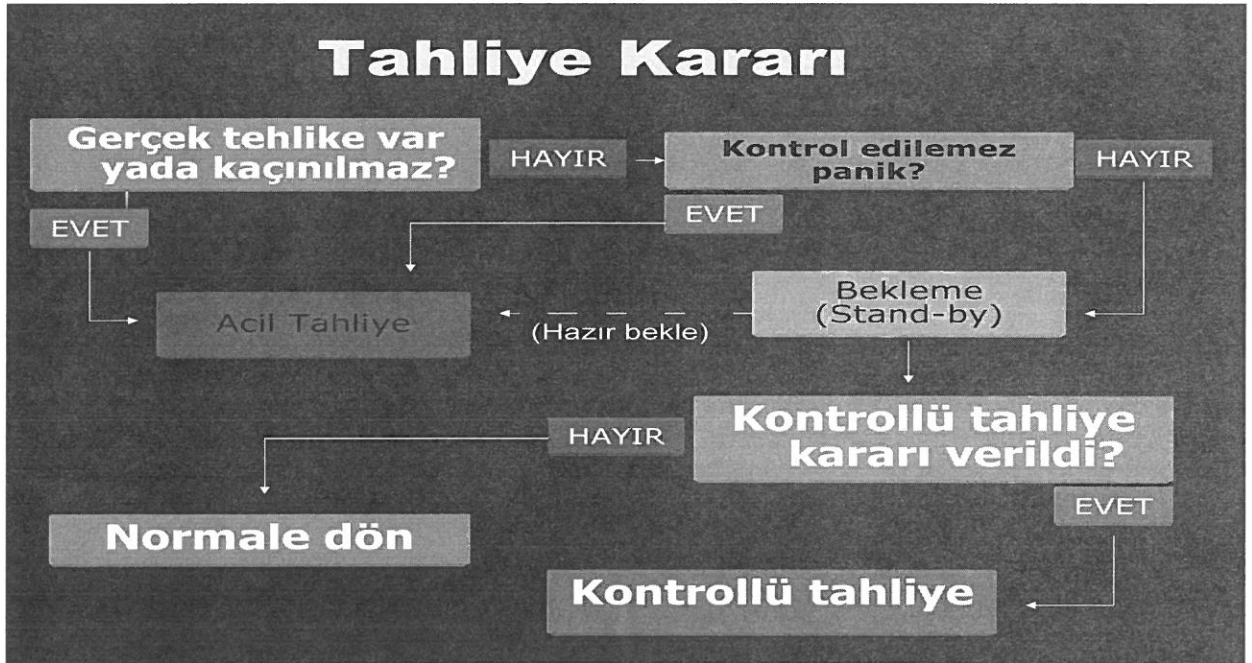 Tahliye Kararı
Gerçek tehlike var
yada kaçınılmaz?
HAYIR
Kontrol edilemez
panik?
HAYIR
EVET
EVET
Acil Tahliye
(Hazır bekle)
Bekleme
(Stand-by)
HAYIR
Kontrollü tahliye
kararı verildi?
EVET
Normale dön
Kontrollü tahliye